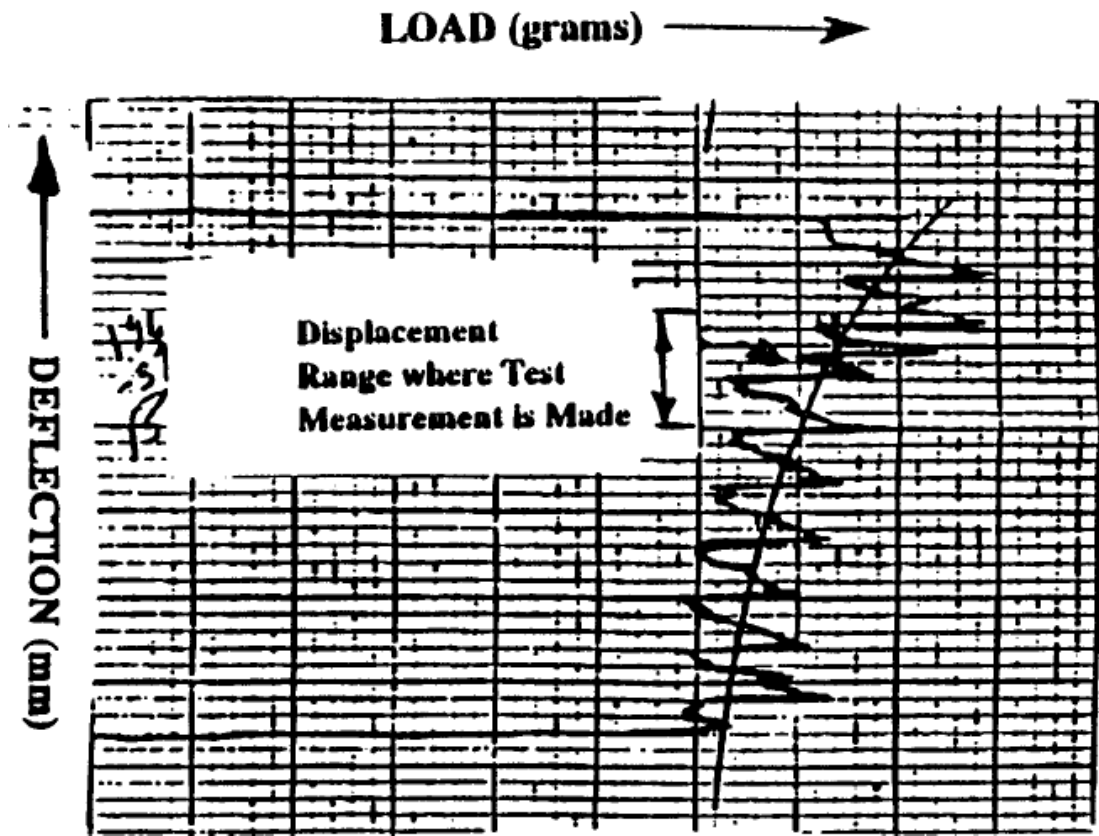 LOAD (grams)
DEFLECTION (mm)
Displacement
Range where Test
Measurement is Made